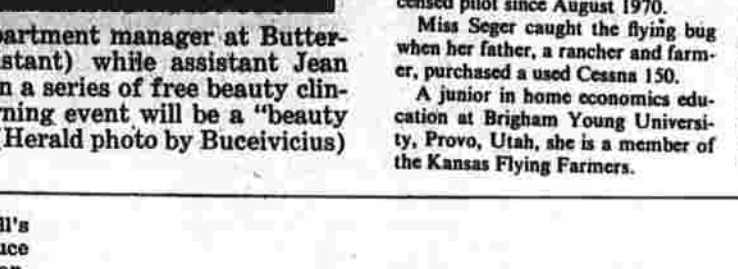 partment manager at Butter-
stant) while assistant Jean
n a series of free beauty clin-
ning event will be a "beauty
(Herald photo by Buceivicius)
censed pilot since August 1970.
Miss Seger caught the flying bug
when her father, a rancher and farm-
er, purchased a used Cessna 150.
A junior in home economics edu-
cation at Brigham Young Universi-
ty, Provo, Utah, she is a member of
the Kansas Flying Farmers.
ll's
uce